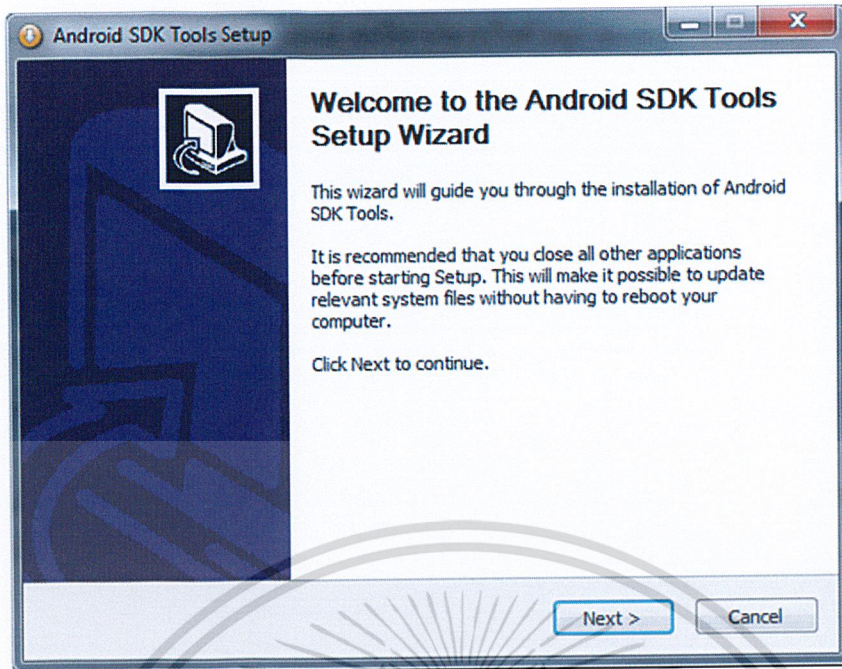 Android SDK Tools Setup
Welcome to the Android SDK Tools
Setup Wizard
This wizard will guide you through the installation of Android
SDK Tools.
It is recommended that you close all other applications
before starting Setup. This will make it possible to update
relevant system files without having to reboot your
computer.
Click Next to continue.
Next >
Cancel